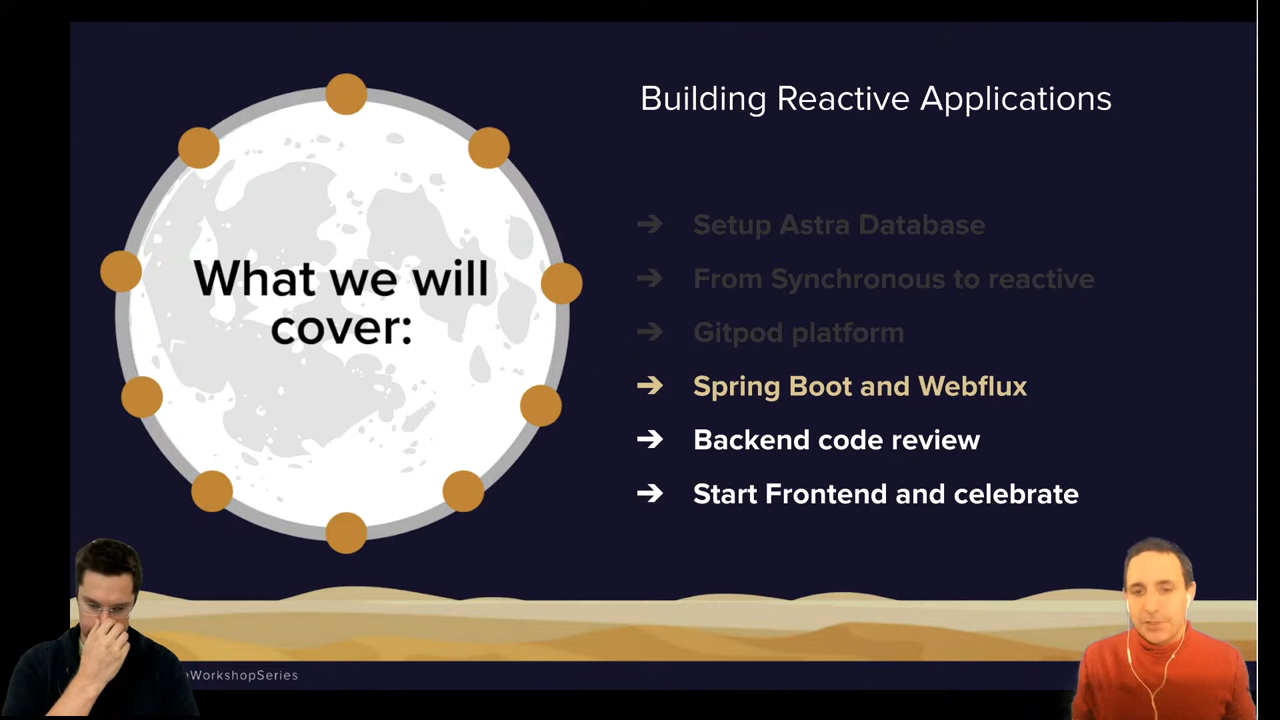 Building Reactive Applications
What we will
cover:
➔ Setup Astra Database
➔ From Synchronous to reactive
➔ Gitpod platform
➔ Spring Boot and Webflux
➔ Backend code review
➔ Start Frontend and celebrate
WorkshopSeries